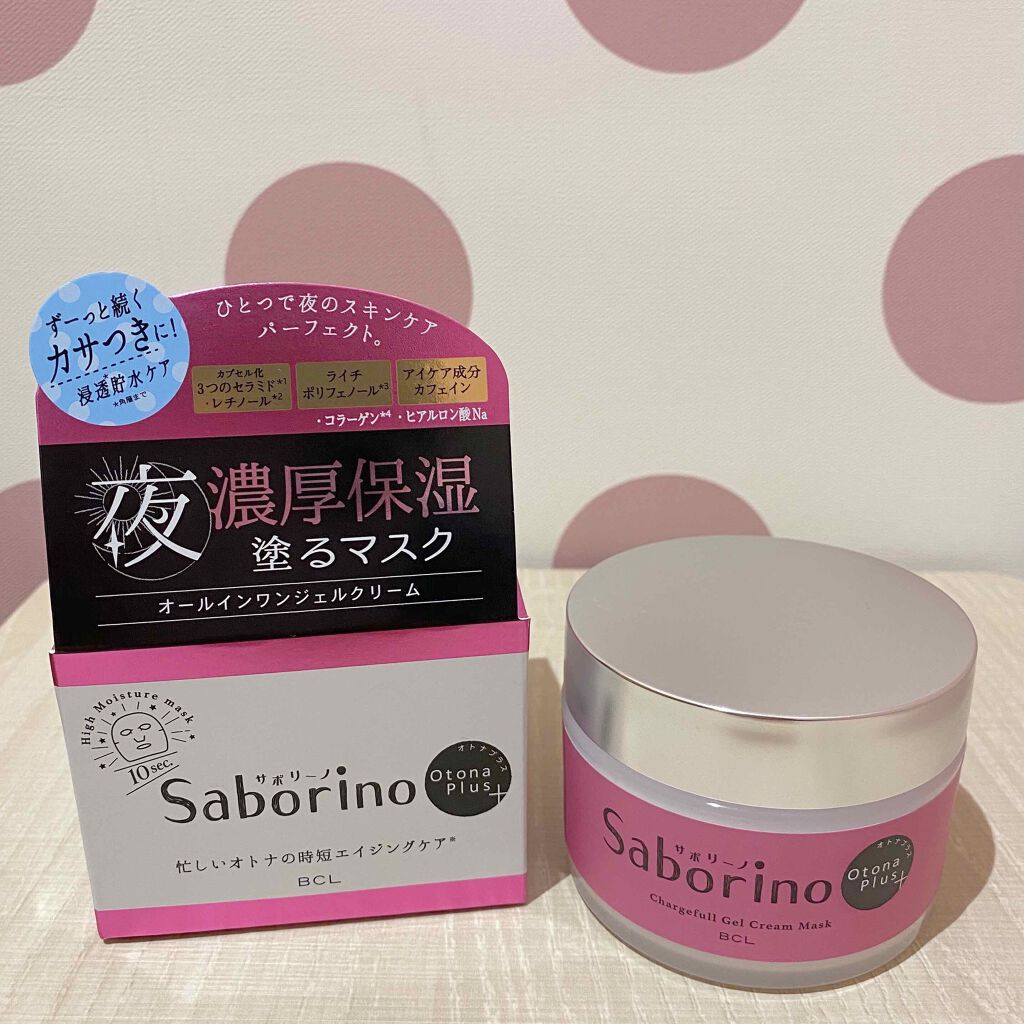 ずーっと続く
カサつきに!
浸透*貯水ケア
*角層まで
ひとつで夜のスキンケア
パーフェクト。
カプセル化
3つのセラミド*1
・レチノール*2
ライチ
ポリフェノール*3
アイケア成分
カフェイン
・コラーゲン*4 ・ヒアルロン酸Na
夜濃厚保湿
塗るマスク
オールインワンジェルクリーム
High Moisture mask
10sec.
サボリーノ
Saborino
オトナプラス
Otona
Plus+
忙しいオトナの時短エイジングケア※
BCL
サボリーノ
Saborino
オトナプラス
Otona
Plus+
Chargefull Gel Cream Mask
BCL